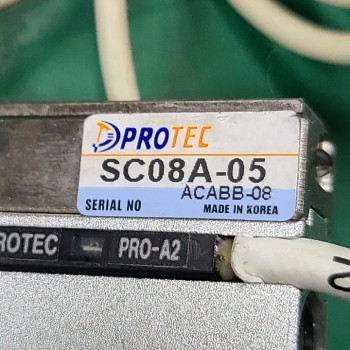 PROTEC
SC08A-05
ACABB-08
SERIAL NO
MADE IN KOREA
ROTEC PRO-A2